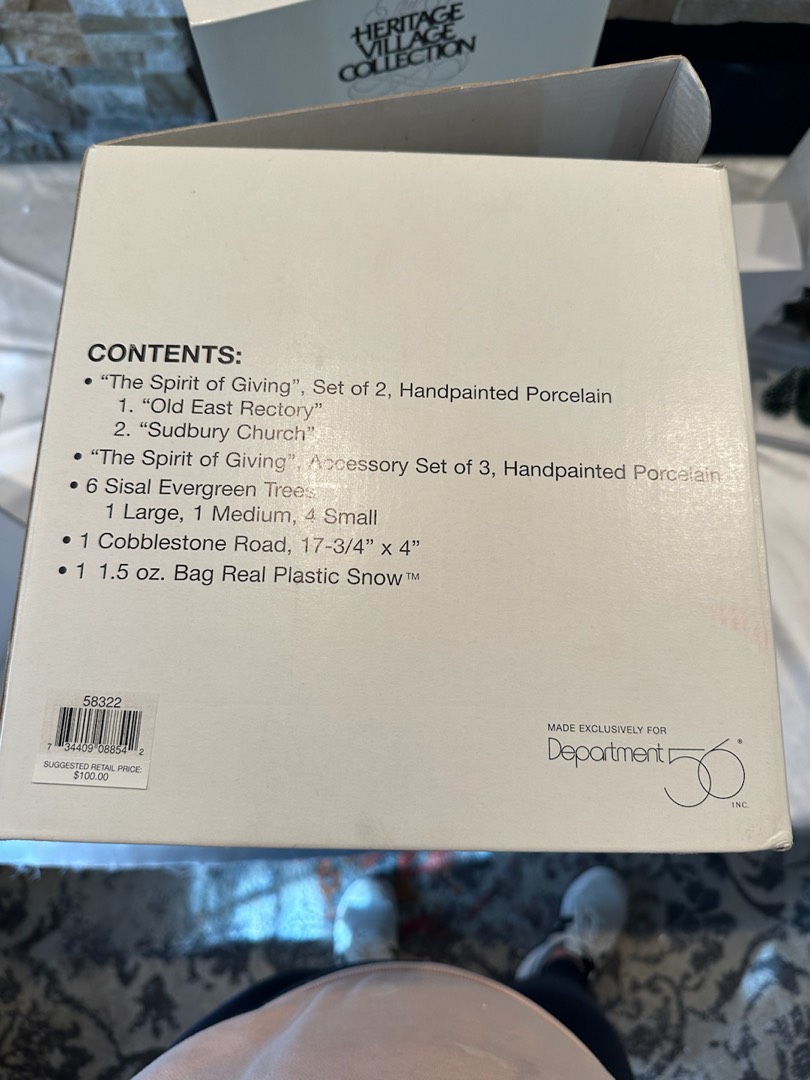 HERITAGE
VILLAGE
COLLECTION
CONTENTS:
• “The Spirit of Giving”, Set of 2, Handpainted Porcelain
1. “Old East Rectory”
2. “Sudbury Church”
• “The Spirit of Giving”, Accessory Set of 3, Handpainted Porcelain
• 6 Sisal Evergreen Trees
1 Large, 1 Medium, 4 Small
• 1 Cobblestone Road, 17-3/4” x 4”
• 1 1.5 oz. Bag Real Plastic Snow™
58322
7 34409 08854 2
SUGGESTED RETAIL PRICE:
$100.00
MADE EXCLUSIVELY FOR
Department 56®
INC.